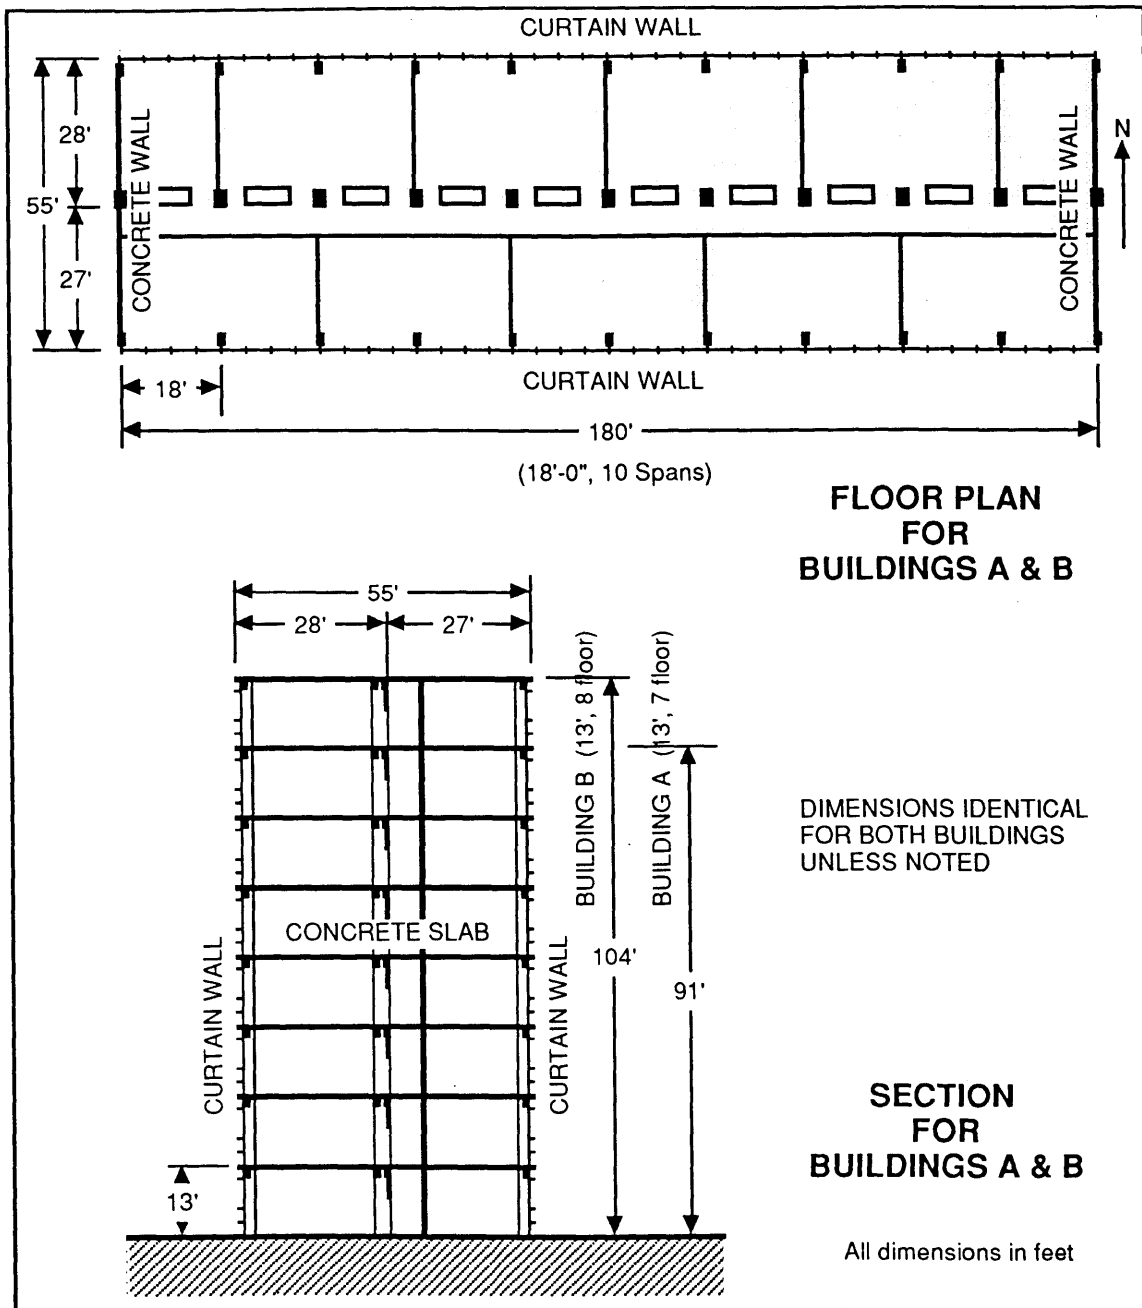 CURTAIN WALL
N
28'
55'
27'
CONCRETE WALL
CONCRETE WALL
18'
CURTAIN WALL
180'
(18'-0", 10 Spans)
FLOOR PLAN
FOR
BUILDINGS A & B
55'
28'
27'
BUILDING B (13', 8 floor)
BUILDING A (13', 7 floor)
DIMENSIONS IDENTICAL
FOR BOTH BUILDINGS
UNLESS NOTED
CONCRETE SLAB
104'
91'
CURTAIN WALL
CURTAIN WALL
SECTION
FOR
BUILDINGS A & B
13'
All dimensions in feet